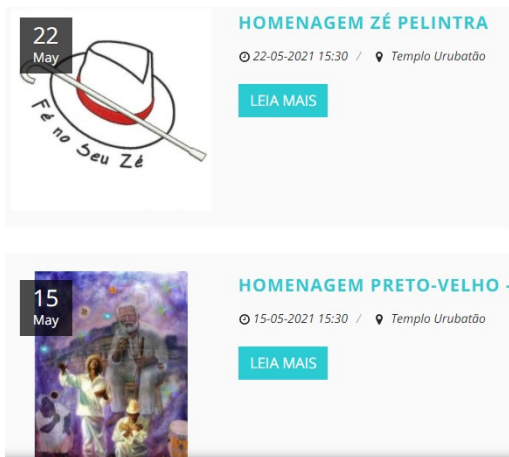 22
May
Fé no Seu Zé
HOMENAGEM ZÉ PELINTRA
22-05-2021 15:30 / Templo Urubatão
LEIA MAIS
15
May
HOMENAGEM PRETO-VELHO -
15-05-2021 15:30 / Templo Urubatão
LEIA MAIS